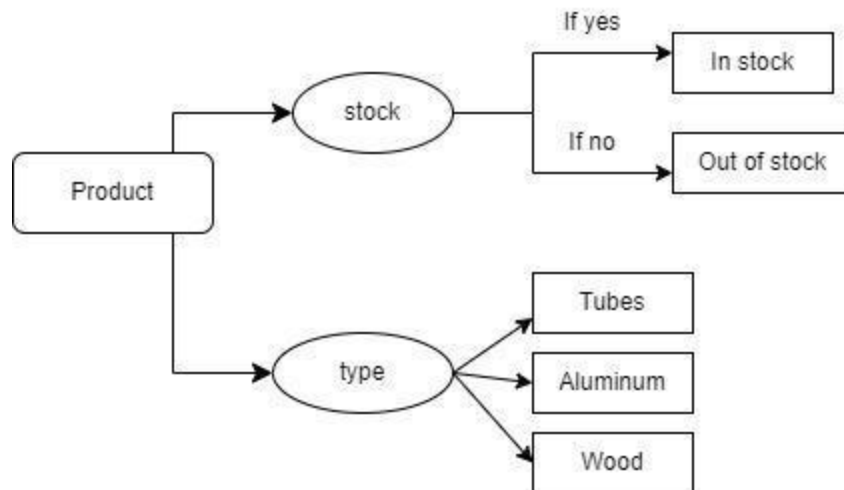 If yes
In stock
stock
If no
Out of stock
Product
Tubes
type
Aluminum
Wood